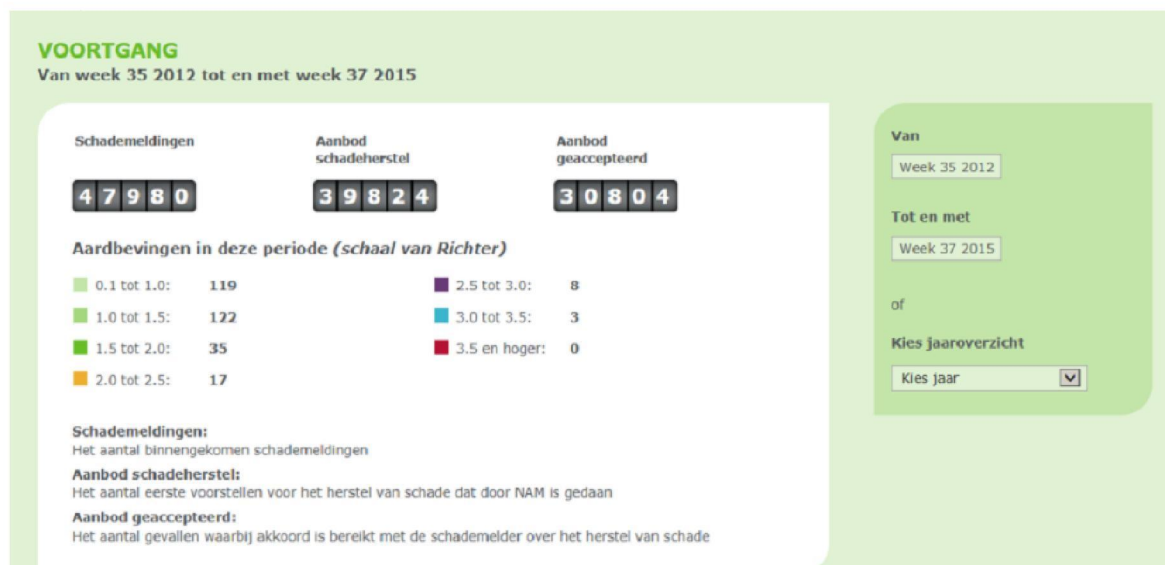 VOORTGANG
Van week 35 2012 tot en met week 37 2015
Schademeldingen
47980
Aanbod
schadeherstel
39824
Aanbod
geaccepteerd
30804
Aardbevingen in deze periode (schaal van Richter)
0.1 tot 1.0: 119
1.0 tot 1.5: 122
1.5 tot 2.0: 35
2.0 tot 2.5: 17
2.5 tot 3.0: 8
3.0 tot 3.5: 3
3.5 en hoger: 0
Schademeldingen:
Het aantal binnengekomen schademeldingen
Aanbod schadeherstel:
Het aantal eerste voorstellen voor het herstel van schade dat door NAM is gedaan
Aanbod geaccepteerd:
Het aantal gevallen waarbij akkoord is bereikt met de schademelder over het herstel van schade
Van
Week 35 2012
Tot en met
Week 37 2015
of
Kies jaaroverzicht
Kies jaar